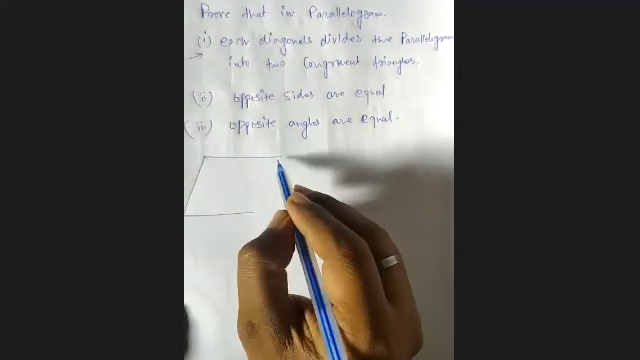 Prove that in Parallelogram.
(i) each diagonals divides the Parallelogram
into two Congruent triangles.
(ii) opposite sides are equal
(iii) opposite angles are equal.